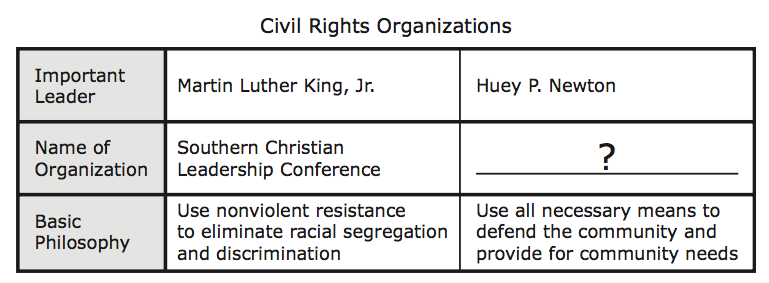 Civil Rights Organizations
Important
Leader
Martin Luther King, Jr.
Huey P. Newton
Name of
Organization
Southern Christian
Leadership Conference
?
Basic
Philosophy
Use nonviolent resistance
to eliminate racial segregation
and discrimination
Use all necessary means to
defend the community and
provide for community needs